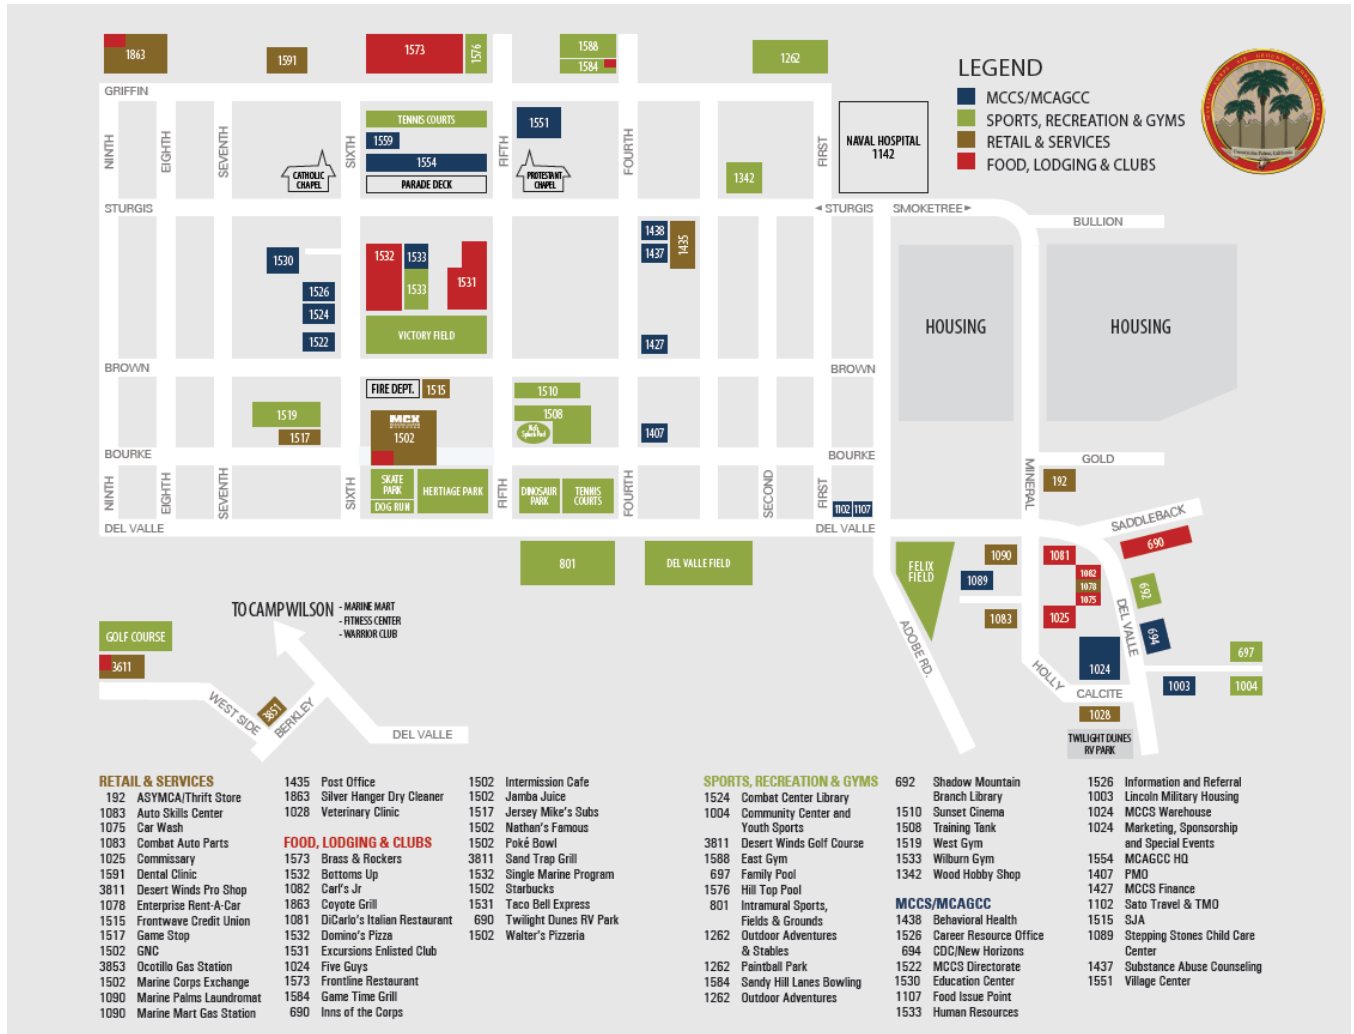 1863
1591
1573
1576
1588
1584
1262
LEGEND
MCCS/MCAGCC
SPORTS, RECREATION & GYMS
RETAIL & SERVICES
FOOD, LODGING & CLUBS
GRIFFIN
NINTH
EIGHTH
SEVENTH
SIXTH
FIFTH
FOURTH
FIRST
TENNIS COURTS
1559
1554
PARADE DECK
1551
CATHOLIC
CHAPEL
PROTESTANT
CHAPEL
1342
NAVAL HOSPITAL
1142
STURGIS
◄ STURGIS
SMOKETREE ►
BULLION
1530
1526
1524
1522
1532
1533
1533
1531
VICTORY FIELD
1438
1437
1435
1427
HOUSING
HOUSING
BROWN
BROWN
FIRE DEPT.
1515
MCX
1502
1519
1517
1510
1508
1407
BOURKE
BOURKE
GOLD
192
NINTH
EIGHTH
SEVENTH
SIXTH
FIFTH
FOURTH
SECOND
FIRST
MINERAL
SKATE
PARK
DOG RUN
HERTIAGE PARK
DINOSAUR
PARK
TENNIS
COURTS
1102
1107
DEL VALLE
DEL VALLE
SADDLEBACK
690
801
DEL VALLE FIELD
FELIX
FIELD
1090
1089
1083
1081
1082
1078
1075
1025
692
694
DEL VALLE
697
1004
1003
1024
HOLLY
CALCITE
1028
TWILIGHT DUNES
RV PARK
ADOBE RD.
TO CAMP WILSON
- MARINE MART
- FITNESS CENTER
- WARRIOR CLUB
GOLF COURSE
3611
WEST SIDE
3851
BERKLEY
DEL VALLE
RETAIL & SERVICES
192 ASYMCA/Thrift Store
1083 Auto Skills Center
1075 Car Wash
1083 Combat Auto Parts
1025 Commissary
1591 Dental Clinic
3811 Desert Winds Pro Shop
1078 Enterprise Rent-A-Car
1515 Frontwave Credit Union
1517 Game Stop
1502 GNC
3853 Ocotillo Gas Station
1502 Marine Corps Exchange
1090 Marine Palms Laundromat
1090 Marine Mart Gas Station
1435 Post Office
1863 Silver Hanger Dry Cleaner
1028 Veterinary Clinic
FOOD, LODGING & CLUBS
1573 Brass & Rockers
1532 Bottoms Up
1082 Carl's Jr
1863 Coyote Grill
1081 DiCarlo's Italian Restaurant
1532 Domino's Pizza
1531 Excursions Enlisted Club
1024 Five Guys
1573 Frontline Restaurant
1584 Game Time Grill
690 Inns of the Corps
1502 Intermission Cafe
1502 Jamba Juice
1517 Jersey Mike's Subs
1502 Nathan's Famous
1502 Poké Bowl
3811 Sand Trap Grill
1532 Single Marine Program
1502 Starbucks
1531 Taco Bell Express
690 Twilight Dunes RV Park
1502 Walter's Pizzeria
SPORTS, RECREATION & GYMS
1524 Combat Center Library
1004 Community Center and
Youth Sports
3811 Desert Winds Golf Course
1588 East Gym
697 Family Pool
1576 Hill Top Pool
801 Intramural Sports,
Fields & Grounds
1262 Outdoor Adventures
& Stables
1262 Paintball Park
1584 Sandy Hill Lanes Bowling
1262 Outdoor Adventures
692 Shadow Mountain
Branch Library
1510 Sunset Cinema
1508 Training Tank
1519 West Gym
1533 Wilburn Gym
1342 Wood Hobby Shop
MCCS/MCAGCC
1438 Behavioral Health
1526 Career Resource Office
694 CDC/New Horizons
1522 MCCS Directorate
1530 Education Center
1107 Food Issue Point
1533 Human Resources
1526 Information and Referral
1003 Lincoln Military Housing
1024 MCCS Warehouse
1024 Marketing, Sponsorship
and Special Events
1554 MCAGCC HQ
1407 PMO
1427 MCCS Finance
1102 Sato Travel & TMO
1515 SJA
1089 Stepping Stones Child Care
Center
1437 Substance Abuse Counseling
1551 Village Center